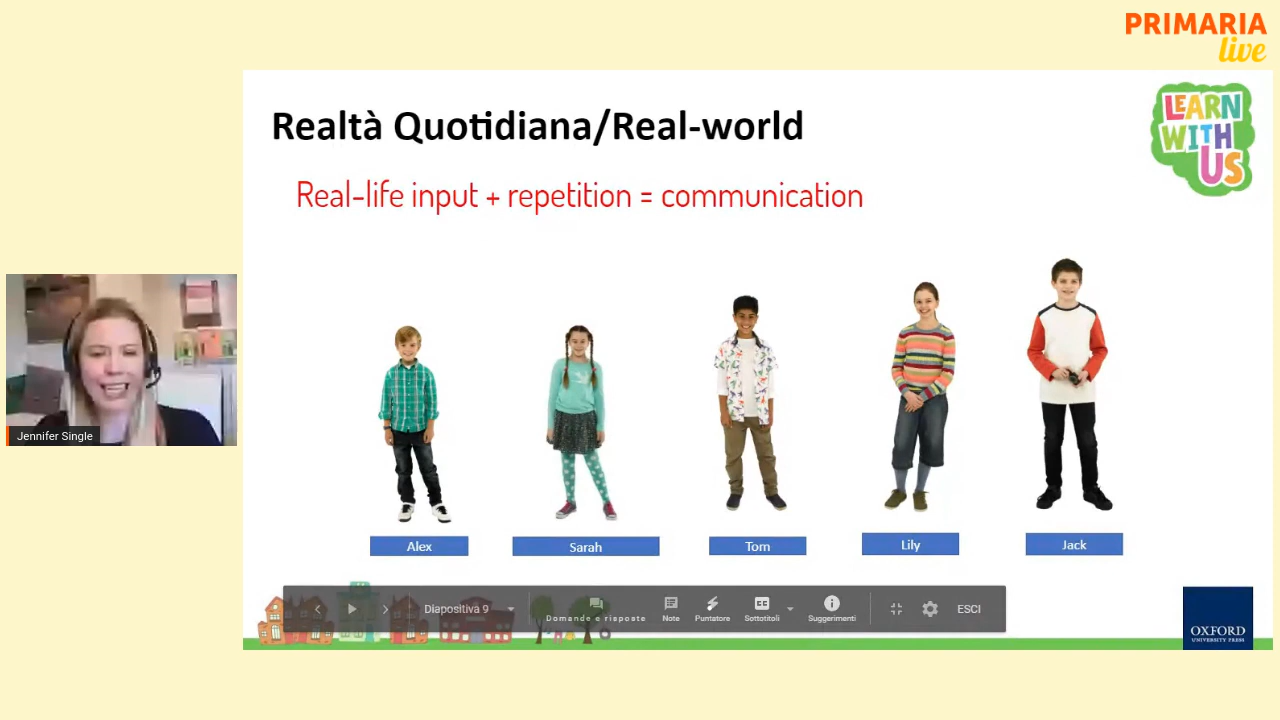 PRIMARIA
live
Realtà Quotidiana/Real-world
LEARN
WITH
US
Real-life input + repetition = communication
Jennifer Single
Alex
Sarah
Tom
Lily
Jack
Diapositiva 9
Domande e risposte
Note
Puntatore
CC
Sottotitoli
Suggerimenti
ESCI
OXFORD
UNIVERSITY PRESS